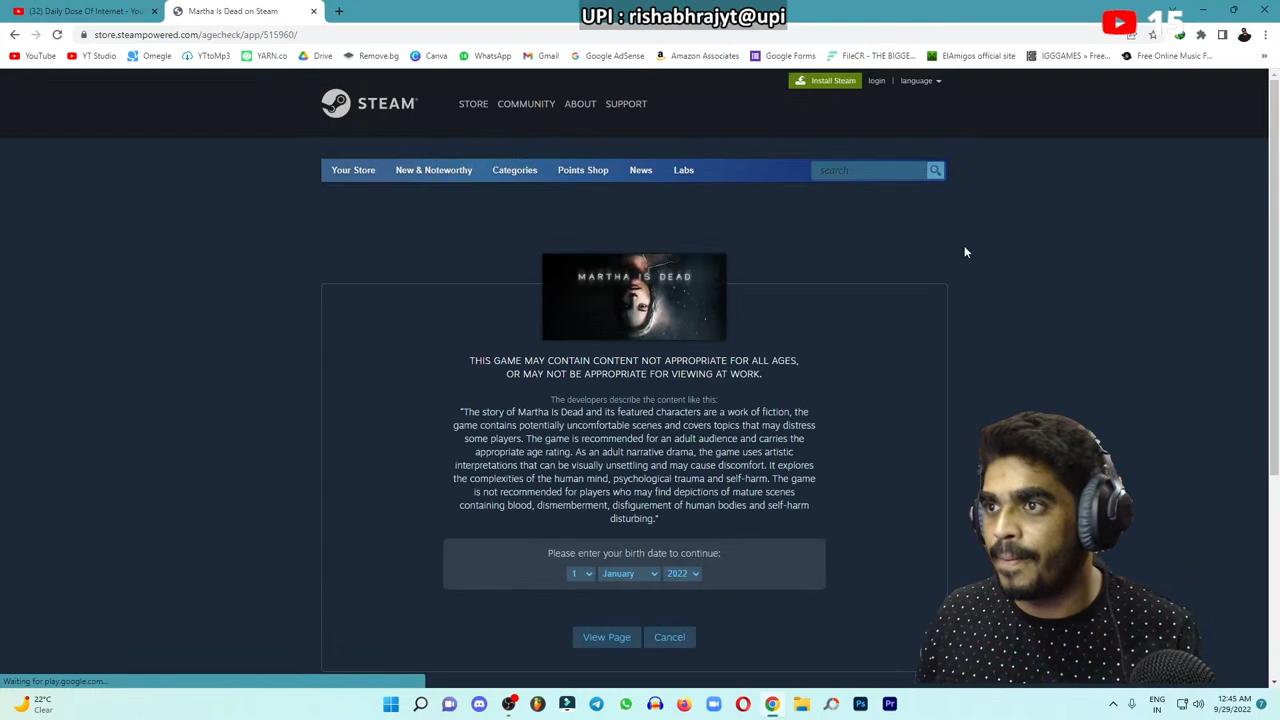 UPI : rishabhrajyt@upi
15
(32) Daily Dose Of Internet - You
Martha Is Dead on Steam
store.steampowered.com/agecheck/app/515960/
YouTube YT Studio Omegle YTtoMp3 YARN.co Drive Remove.bg Canva WhatsApp Gmail Google AdSense Amazon Associates Google Forms FileCR - THE BIGGE... ElAmigos official site IGGGAMES » Free... Free Online Music F...
Install Steam login | language
STEAM STORE COMMUNITY ABOUT SUPPORT
Your Store New & Noteworthy Categories Points Shop News Labs search
MARTHA IS DEAD
THIS GAME MAY CONTAIN CONTENT NOT APPROPRIATE FOR ALL AGES,
OR MAY NOT BE APPROPRIATE FOR VIEWING AT WORK.
The developers describe the content like this:
"The story of Martha Is Dead and its featured characters are a work of fiction, the
game contains potentially uncomfortable scenes and covers topics that may distress
some players. The game is recommended for an adult audience and carries the
appropriate age rating. As an adult narrative drama, the game uses artistic
interpretations that can be visually unsettling and may cause discomfort. It explores
the complexities of the human mind, psychological trauma and self-harm. The game
is not recommended for players who may find depictions of mature scenes
containing blood, dismemberment, disfigurement of human bodies and self-harm
disturbing."
Please enter your birth date to continue:
1 January 2022
View Page Cancel
Waiting for play.google.com...
22°C
Clear
ENG
IN
12:45 AM
9/29/2022